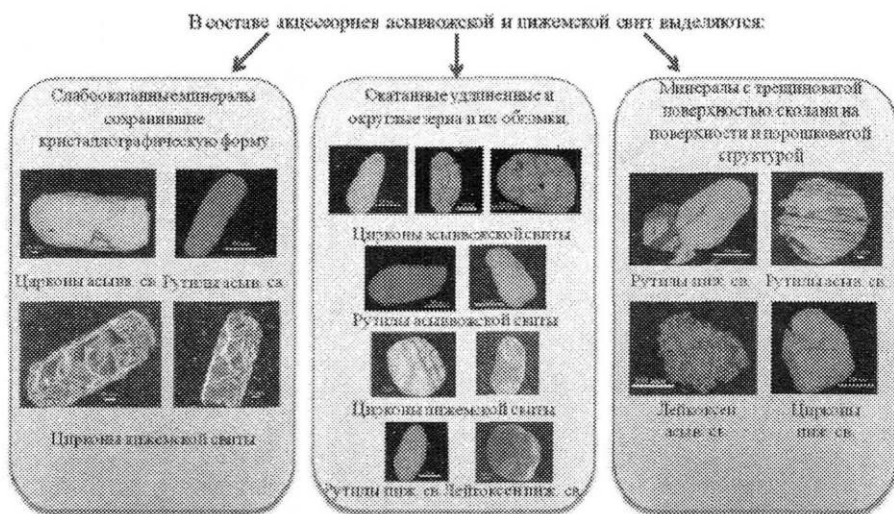 В составе акцессориев асыввожской и пижемской свит выделяются:
Слабоокатанные минералы
сохранившие
кристаллографическую форму
Цирконы асывв. св. Рутилы асыв. св.
Цирконы пижемской свиты
Окатанные удлиненные и
округлые зерна и их обломки.
Цирконы асыввожской свиты
Рутилы асыввожской свиты
Цирконы пижемской свиты
Рутилы пиж. св. Лейкоксен пиж. св.
Минералы с трещиноватой
поверхностью, сколами на
поверхности и порошковатой
структурой
Рутилы пиж. св.
Рутилы асыв. св.
Лейкоксен
асыв. св.
Цирконы
пиж. св.